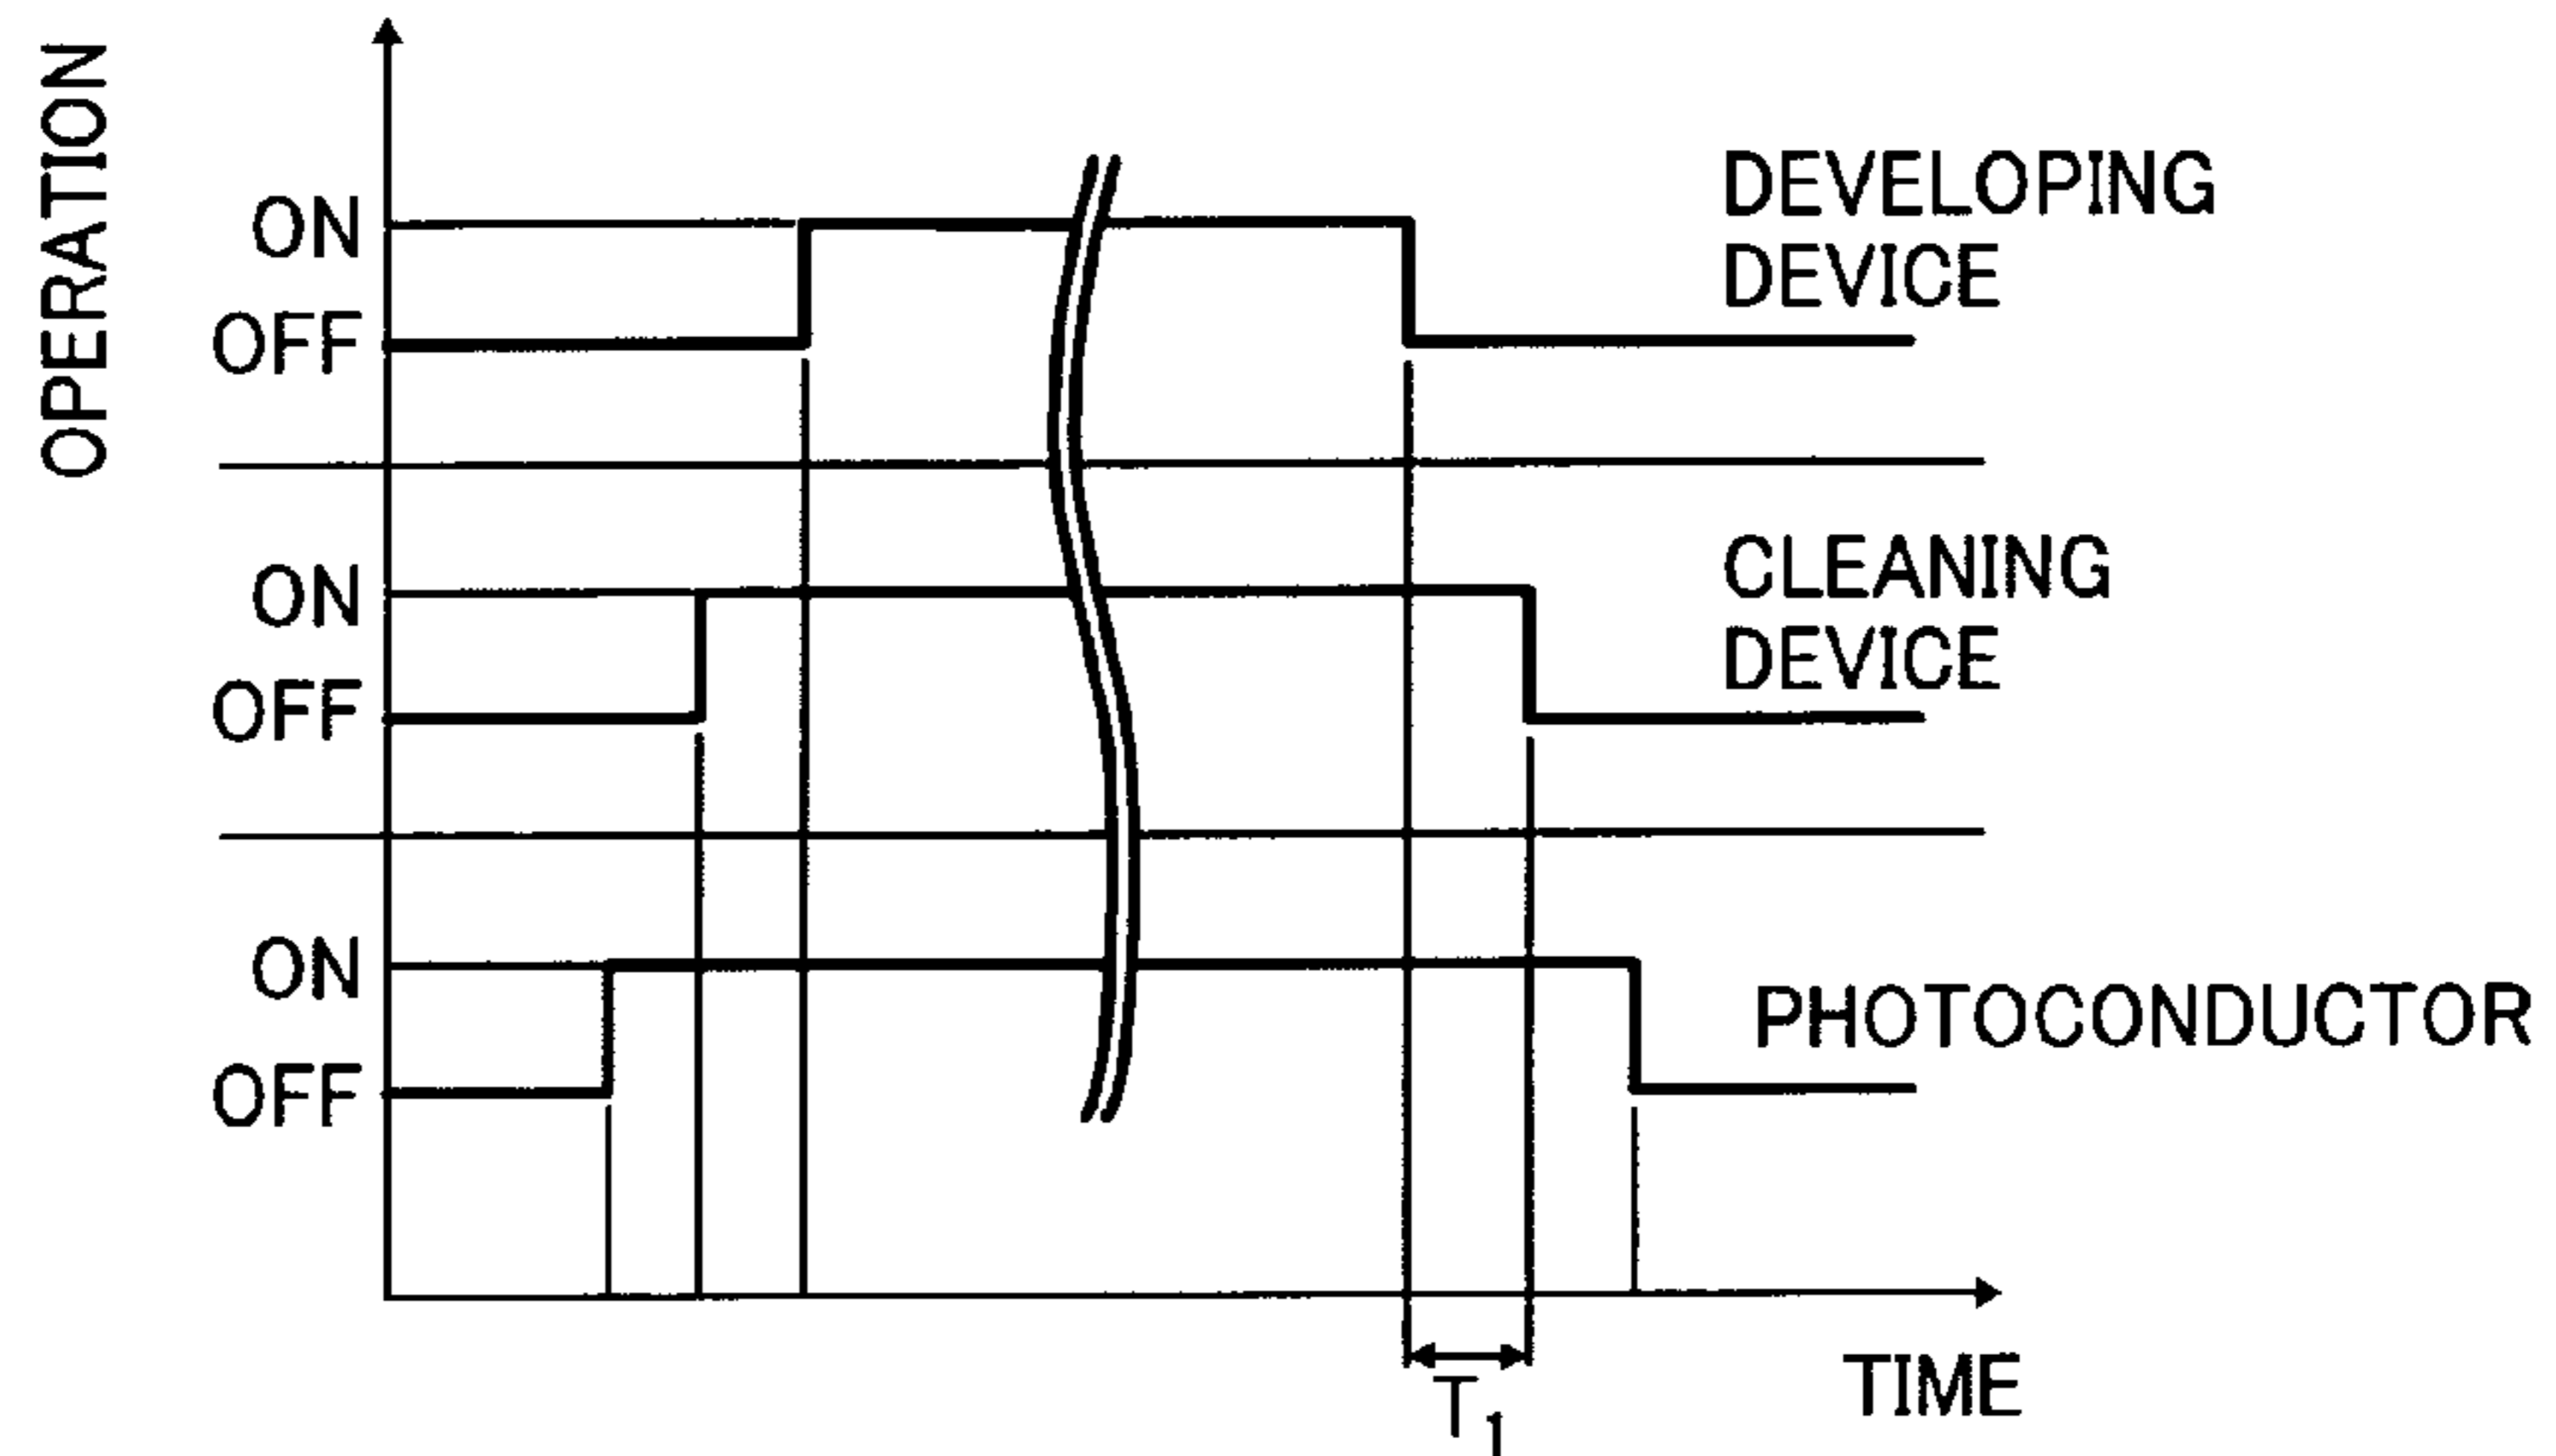 OPERATION
ON
OFF
DEVELOPING
DEVICE
ON
OFF
CLEANING
DEVICE
ON
OFF
PHOTOCONDUCTOR
T1
TIME